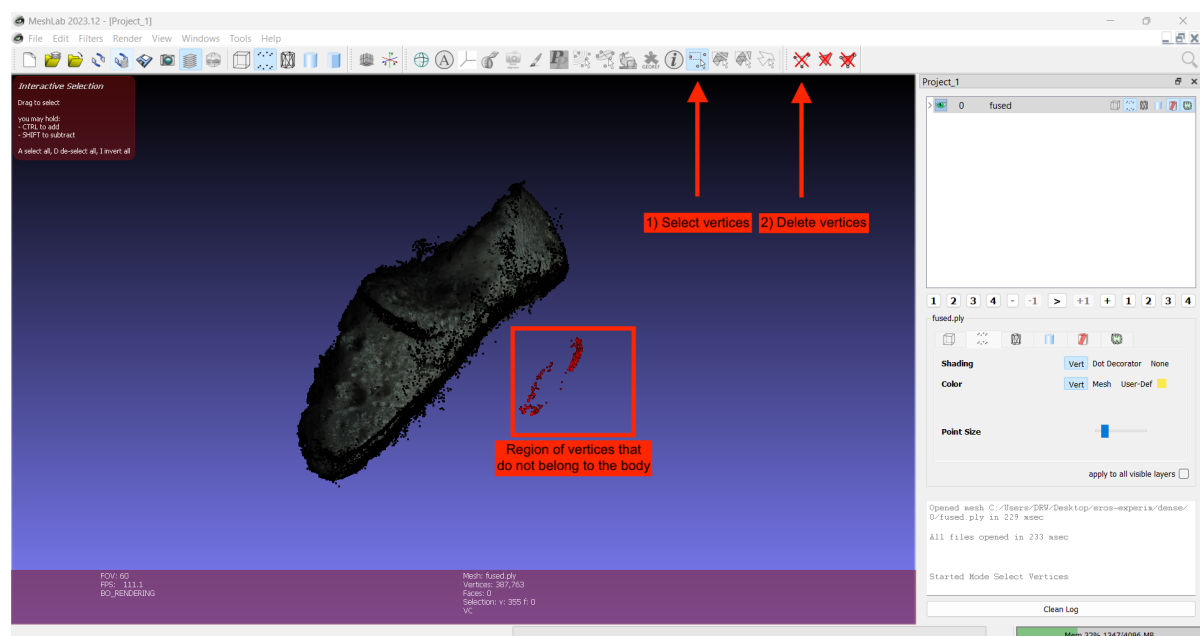 MeshLab 2023.12 - [Project_1]
File Edit Filters Render View Windows Tools Help
Interactive Selection
Drag to select
you may hold:
- CTRL to add
- SHIFT to subtract
A select all, D de-select all, I invert all
1) Select vertices
2) Delete vertices
Region of vertices that
do not belong to the body
FOV: 60
FPS: 111.1
BO_RENDERING
Mesh: fused.ply
Vertices: 387,763
Faces: 0
Selection: v: 355 f: 0
VC
Project_1
0 fused
1 2 3 4 - -1 > +1 + 1 2 3 4
fused.ply
Shading Vert Dot Decorator None
Color Vert Mesh User-Def
Point Size
apply to all visible layers
Opened mesh C:/Users/DRW/Desktop/eros-experim/dense/
0/fused.ply in 229 msec
All files opened in 233 msec
Started Mode Select Vertices
Clean Log
Mem 32% 1347/4096 MB